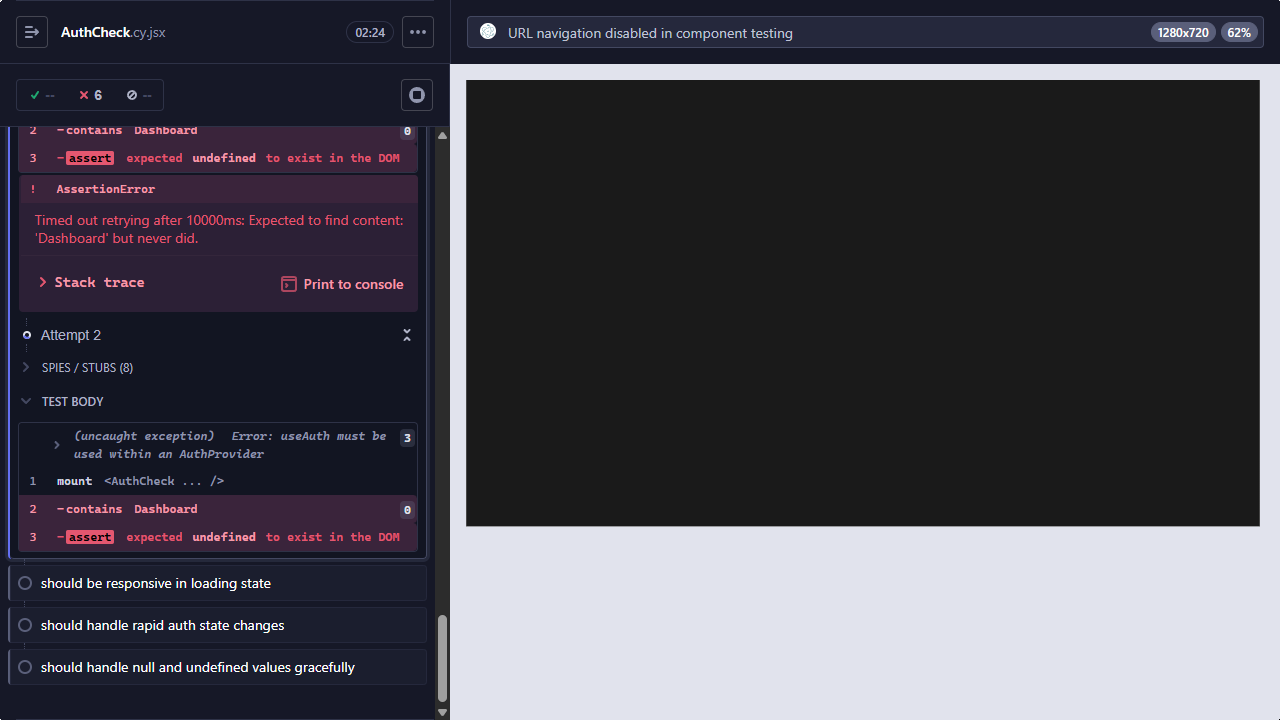 AuthCheck.cy.jsx
02:24
URL navigation disabled in component testing
1280x720
62%
--
6
--
2 -contains Dashboard 0
3 -assert expected undefined to exist in the DOM
! AssertionError
Timed out retrying after 10000ms: Expected to find content:
'Dashboard' but never did.
Stack trace
Print to console
Attempt 2
SPIES / STUBS (8)
TEST BODY
(uncaught exception) Error: useAuth must be 3
used within an AuthProvider
1 mount <AuthCheck ... />
2 -contains Dashboard 0
3 -assert expected undefined to exist in the DOM
should be responsive in loading state
should handle rapid auth state changes
should handle null and undefined values gracefully